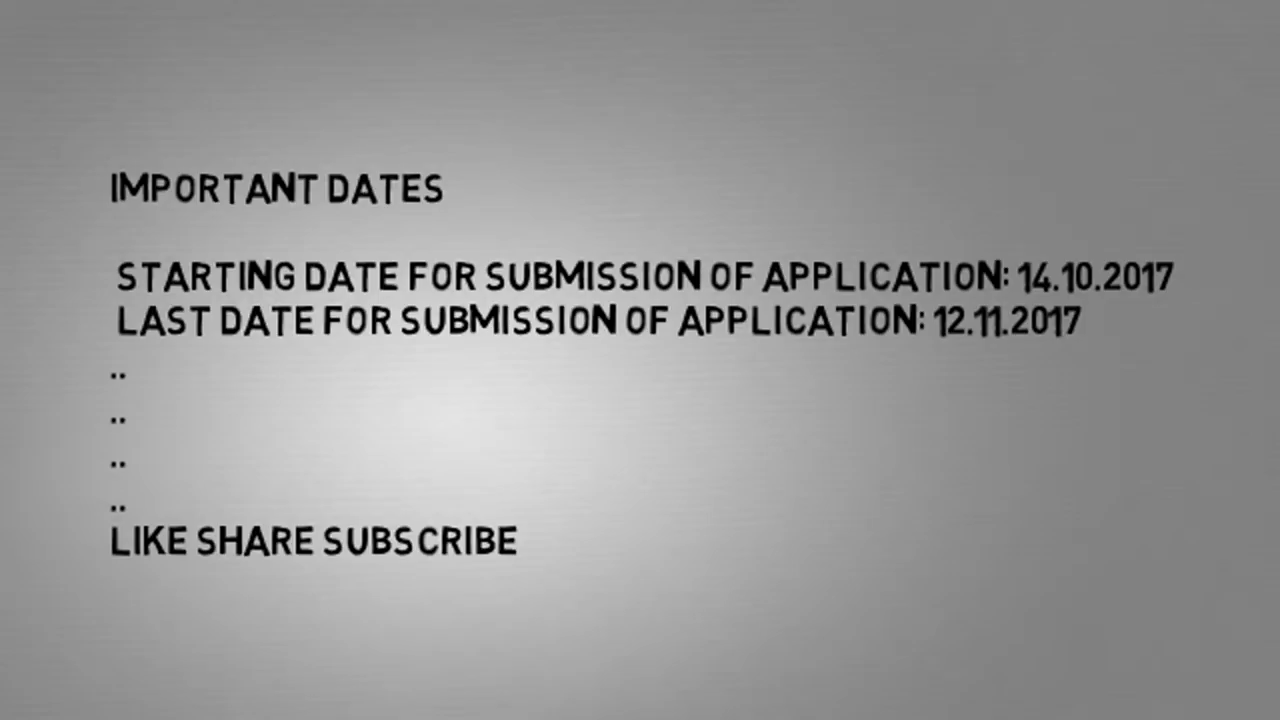 IMPORTANT DATES
STARTING DATE FOR SUBMISSION OF APPLICATION: 14.10.2017
LAST DATE FOR SUBMISSION OF APPLICATION: 12.11.2017
..
..
..
..
LIKE SHARE SUBSCRIBE